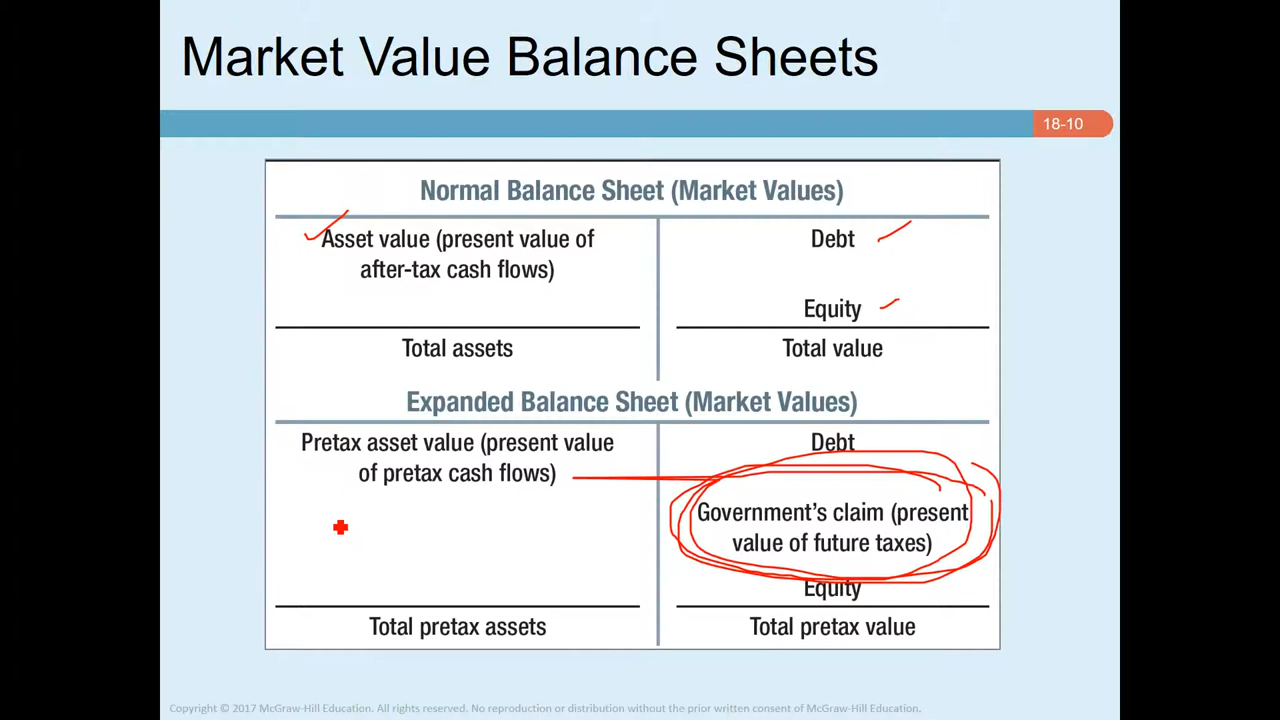 Market Value Balance Sheets
18-10
Normal Balance Sheet (Market Values)
Asset value (present value of
after-tax cash flows)
Debt
Equity
Total assets
Total value
Expanded Balance Sheet (Market Values)
Pretax asset value (present value
of pretax cash flows)
Debt
Government's claim (present
value of future taxes)
Equity
Total pretax assets
Total pretax value
Copyright © 2017 McGraw-Hill Education. All rights reserved. No reproduction or distribution without the prior written consent of McGraw-Hill Education.